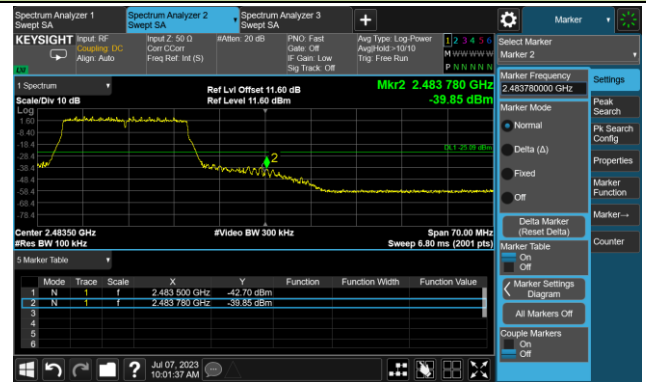 Spectrum Analyzer 1
Swept SA
Spectrum Analyzer 2
Swept SA
Spectrum Analyzer 3
Swept SA
+
Marker
KEYSIGHT
Input: RF
Coupling: DC
Align: Auto
Input Z: 50 Ω
Corr CCorr
Freq Ref: Int (S)
#Atten: 20 dB
PNO: Fast
Gate: Off
IF Gain: Low
Sig Track: Off
Avg Type: Log-Power
Avg|Hold:>10/10
Trig: Free Run
1 2 3 4 5 6
M W W W W W
P N N N N N
Select Marker
Marker 2
1 Spectrum
Scale/Div 10 dB
Log
Ref Lvl Offset 11.60 dB
Ref Level 11.60 dBm
Mkr2 2.483 780 GHz
-39.85 dBm
1.60
-8.40
-18.4
-28.4
-38.4
-48.4
-58.4
-68.4
-78.4
2
Center 2.48350 GHz
#Res BW 100 kHz
#Video BW 300 kHz
Span 70.00 MHz
Sweep 6.80 ms (2001 pts)
5 Marker Table
Mode Trace Scale X Y Function Function Width Function Value
1 N 1 f 2.483 500 GHz -42.70 dBm
2 N 1 f 2.483 780 GHz -39.85 dBm
3
4
5
6
Marker Frequency
2.483780000 GHz
Marker Mode
Normal
Delta (Δ)
Fixed
Off
Delta Marker
(Reset Delta)
Marker Table
On
Off
Marker Settings
Diagram
All Markers Off
Couple Markers
On
Off
Settings
Peak
Search
Pk Search
Config
Properties
Marker
Function
Marker→
Counter
?
Jul 07, 2023
10:01:37 AM